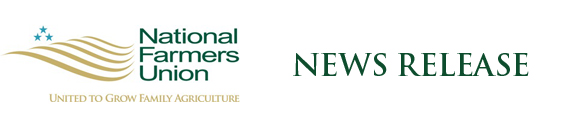 National
Farmers
Union
UNITED TO GROW FAMILY AGRICULTURE
NEWS RELEASE